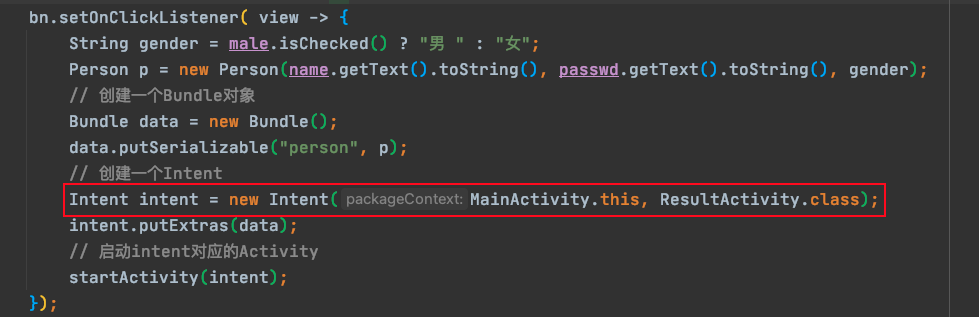 bn.setOnClickListener( view -> {
String gender = male.isChecked() ? "男 " : "女";
Person p = new Person(name.getText().toString(), passwd.getText().toString(), gender);
// 创建一个Bundle对象
Bundle data = new Bundle();
data.putSerializable("person", p);
// 创建一个Intent
Intent intent = new Intent( packageContext: MainActivity.this, ResultActivity.class);
intent.putExtras(data);
// 启动intent对应的Activity
startActivity(intent);
});